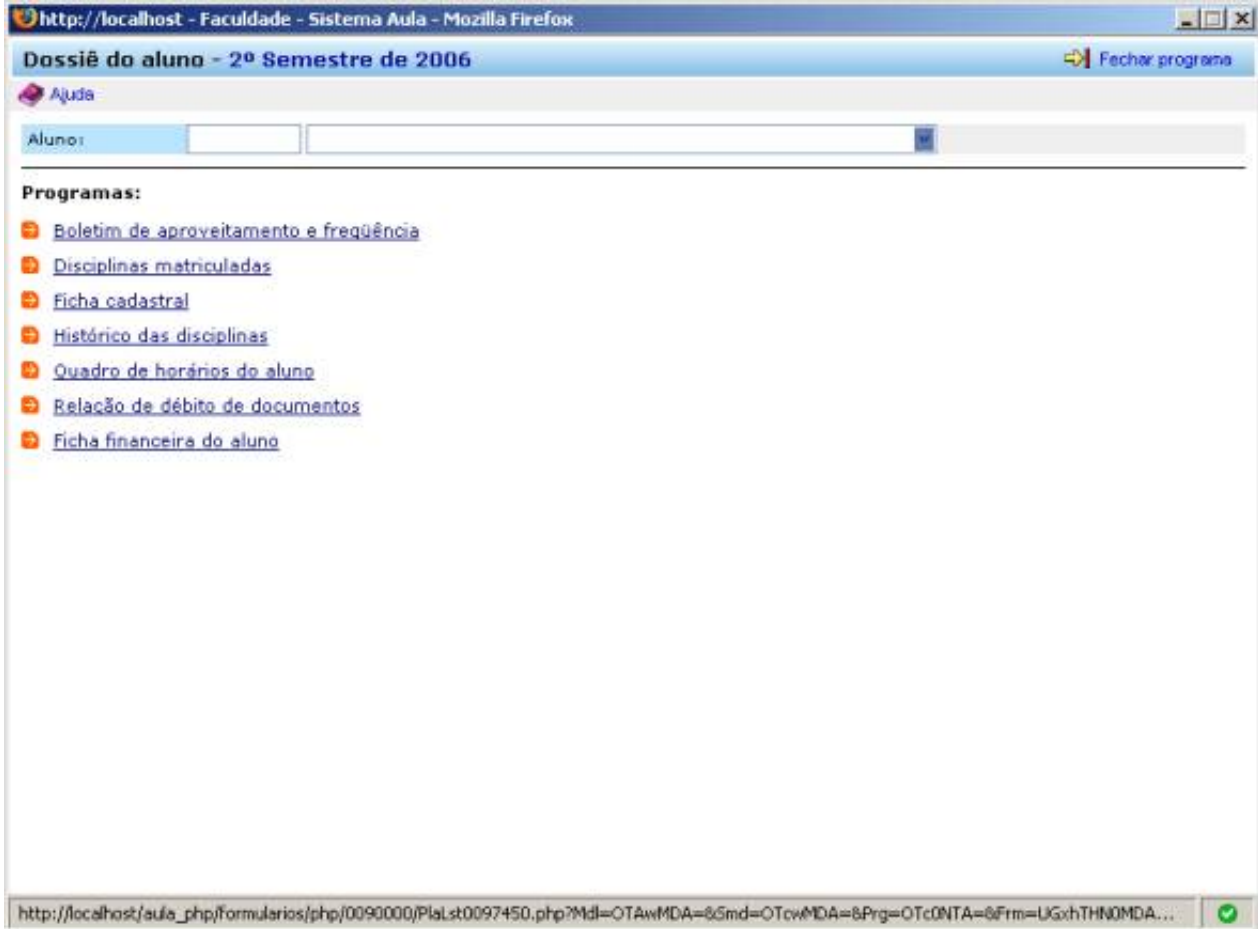 http://localhost - Faculdade - Sistema Aula - Mozilla Firefox
Dossiê do aluno - 2º Semestre de 2006
Fechar programa
Ajuda
Aluno:
Programas:
Boletim de aproveitamento e freqüência
Disciplinas matriculadas
Ficha cadastral
Histórico das disciplinas
Quadro de horários do aluno
Relação de débito de documentos
Ficha financeira do aluno
http://localhost/aula_php/formularios/php/0090000/PlaLst0097450.php?Mdl=OTAwMDA=&Smd=OTcwMDA=&Prg=OTc0NTA=&Frm=UGxhTHN0MDA...